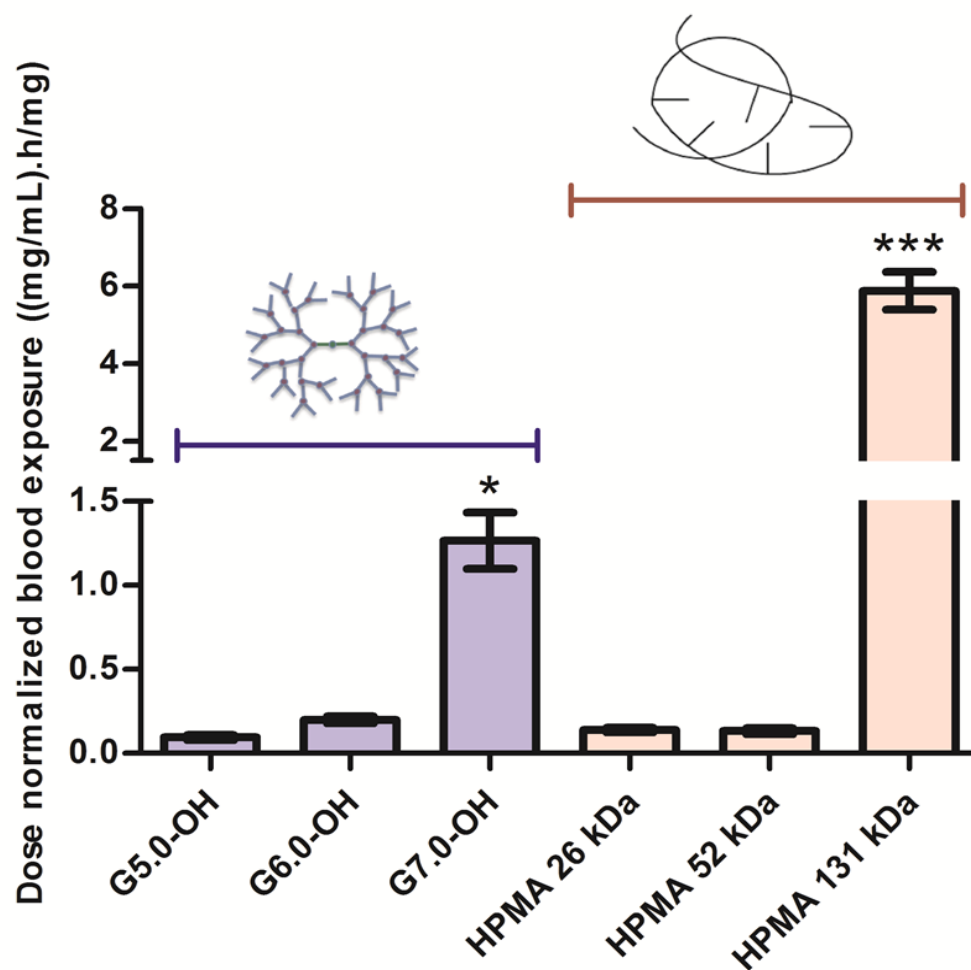 Dose normalized blood exposure ((mg/mL).h/mg)
8
6
4
2
1.5
1.0
0.5
0.0
*
***
G5.0-OH
G6.0-OH
G7.0-OH
HPMA 26 kDa
HPMA 52 kDa
HPMA 131 kDa